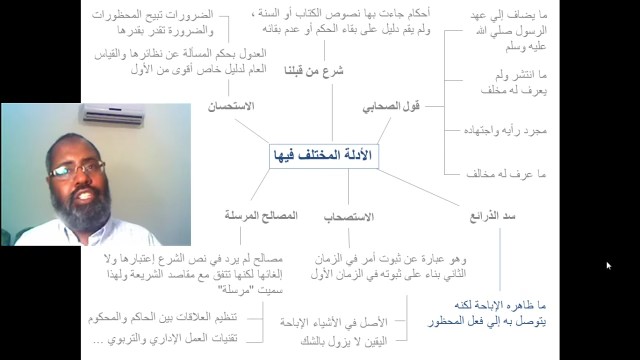 ما يضاف إلي عهد
الرسول صلي الله
عليه وسلم
ما انتشر ولم
يعرف له مخلف
مجرد رأيه واجتهاده
ما عرف له مخالف
قول الصحابي
أحكام جاءت بها نصوص الكتاب أو السنة ،
ولم يقم دليل على بقاء الحكم أو عدم بقائه
شرع من قبلنا
الضرورات تبيح المحظورات
والضرورة تقدر بقدرها
العدول بحكم المسألة عن نظائرها والقياس
العام لدليل خاص أقوى من الأول
الاستحسان
الأدلة المختلف فيها
سد الذرائع
ما ظاهره الإباحة لكنه
يتوصل به إلي فعل المحظور
الاستصحاب
وهو عبارة عن ثبوت أمر في الزمان
الثاني بناء على ثبوته في الزمان الأول
الأصل في الأشياء الإباحة
اليقين لا يزول بالشك
المصالح المرسلة
مصالح لم يرد في نص الشرع إعتبارها ولا
إلغائها لكنها تتفق مع مقاصد الشريعة ولهذا
سميت "مرسلة"
تنظيم العلاقات بين الحاكم والمحكوم
تقنيات العمل الإداري والتربوي ...